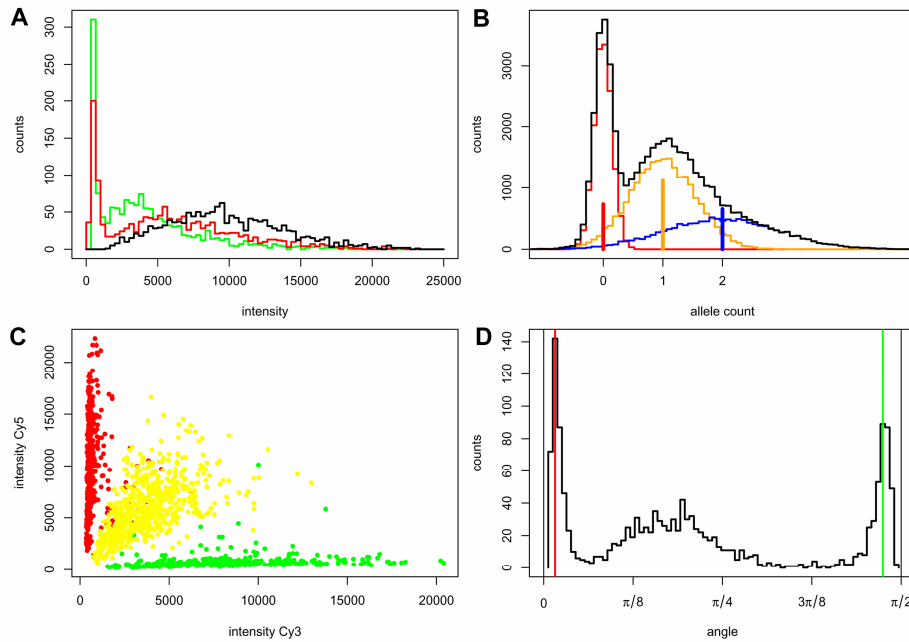 A
counts
0 50 100 150 200 250 300
0 5000 10000 15000 20000 25000
intensity
B
counts
0 1000 3000
0 1 2
allele count
C
intensity Cy5
0 5000 10000 15000 20000
0 5000 10000 15000 20000
intensity Cy3
D
counts
0 20 40 60 80 100 120 140
0 π/8 π/4 3π/8 π/2
angle